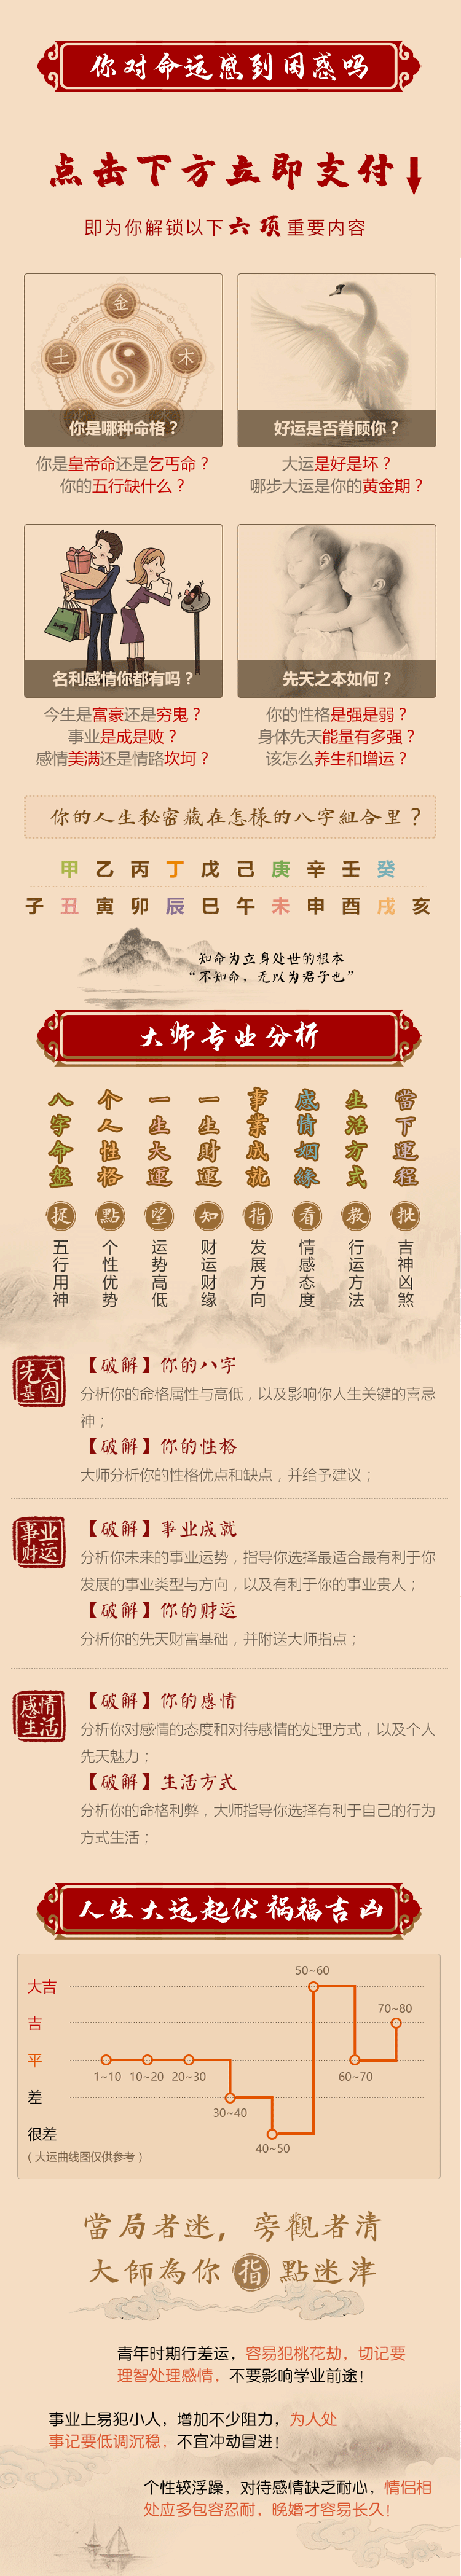 你对命运感到困惑吗
点击下方立即支付
即为你解锁以下六项重要内容
金
土
木
火
水
你是哪种命格？
好运是否眷顾你？
你是皇帝命还是乞丐命？
你的五行缺什么？
大运是好是坏？
哪步大运是你的黄金期？
名利感情你都有吗？
先天之本如何？
今生是富豪还是穷鬼？
事业是成是败？
感情美满还是情路坎坷？
你的性格是强是弱？
身体先天能量有多强？
该怎么养生和增运？
你的人生秘密藏在怎樣的八字組合里？
甲 乙 丙 丁 戊 己 庚 辛 壬 癸
子 丑 寅 卯 辰 巳 午 未 申 酉 戌 亥
知命为立身处世的根本
“不知命，无以为君子也”
大师专业分析
八字命盤
个人性格
一生大運
一生財運
事業成就
感情姻緣
生活方式
當下運程
捉 點 望 知 指 看 教 批
五行用神
个性优势
运势高低
财运财缘
发展方向
情感态度
行运方法
吉神凶煞
先天
基因
【破解】你的八字
分析你的命格属性与高低，以及影响你人生关键的喜忌
神；
【破解】你的性格
大师分析你的性格优点和缺点，并给予建议；
事业
财运
【破解】事业成就
分析你未来的事业运势，指导你选择最适合最有利于你
发展的事业类型与方向，以及有利于你的事业贵人；
【破解】你的财运
分析你的先天财富基础，并附送大师指点；
感情
生活
【破解】你的感情
分析你对感情的态度和对待感情的处理方式，以及个人
先天魅力；
【破解】生活方式
分析你的命格利弊，大师指导你选择有利于自己的行为
方式生活；
人生大运起伏祸福吉凶
50~60
大吉
70~80
吉
平
1~10 10~20 20~30
60~70
差
30~40
很差
40~50
（大运曲线图仅供参考）
當局者迷，旁觀者清
大師為你指點迷津
青年时期行差运，容易犯桃花劫，切记要
理智处理感情，不要影响学业前途！
事业上易犯小人，增加不少阻力，为人处
事记要低调沉稳，不宜冲动冒进！
个性较浮躁，对待感情缺乏耐心，情侣相
处应多包容忍耐，晚婚才容易长久！